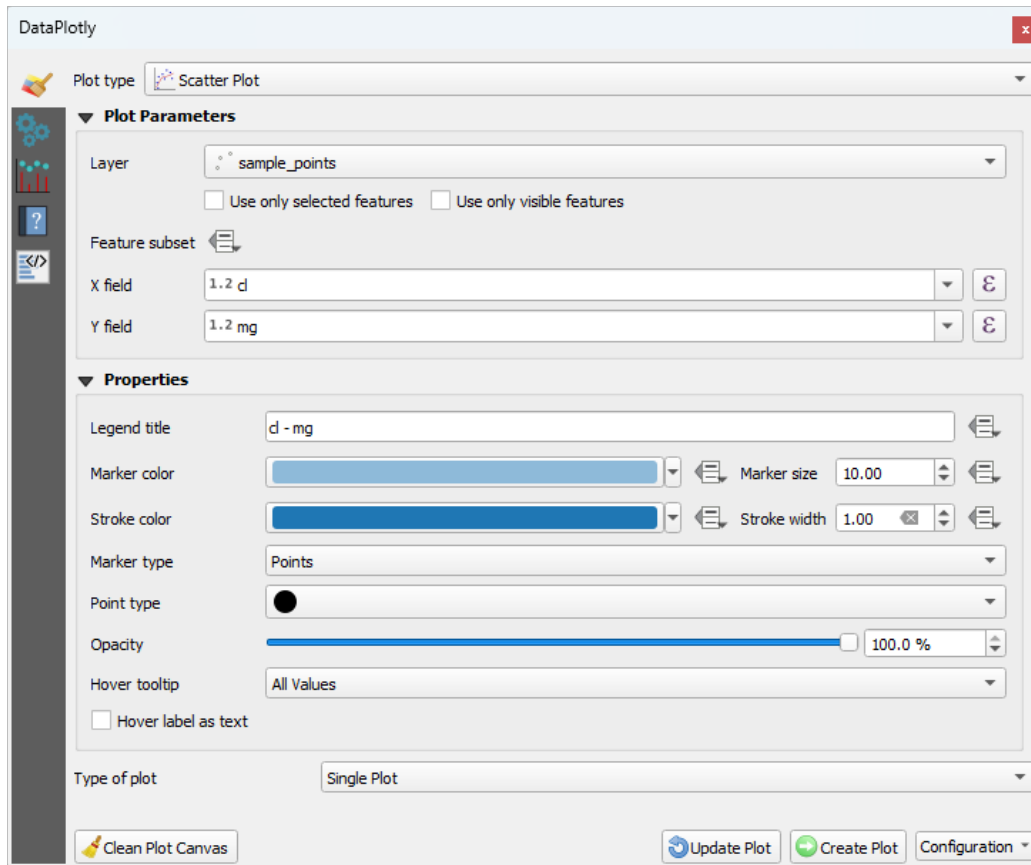 DataPlotly x
Plot type Scatter Plot
Plot Parameters
Layer sample_points
Use only selected features Use only visible features
Feature subset
X field 1.2 cl ε
Y field 1.2 mg ε
Properties
Legend title cl - mg
Marker color Marker size 10.00
Stroke color Stroke width 1.00
Marker type Points
Point type
Opacity 100.0 %
Hover tooltip All Values
Hover label as text
Type of plot Single Plot
Clean Plot Canvas Update Plot Create Plot Configuration